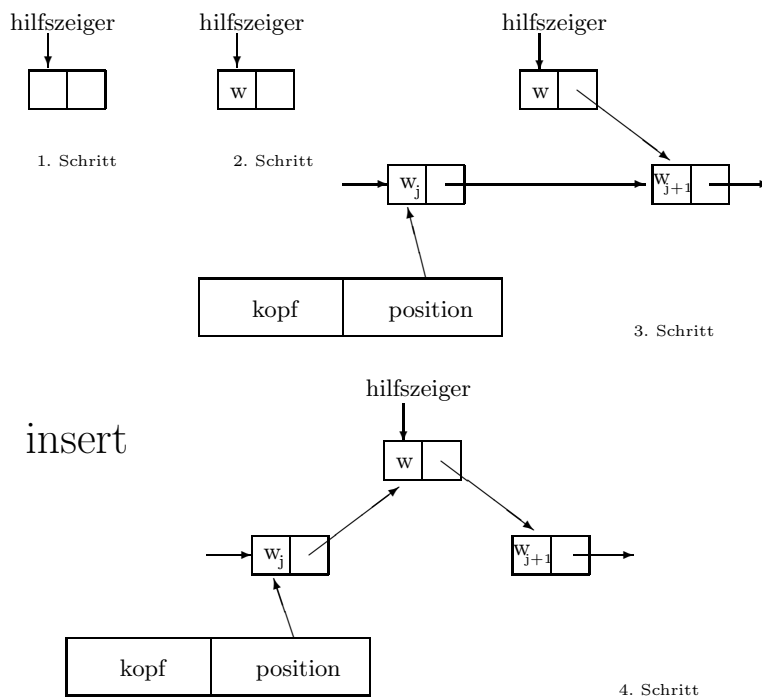 hilfszeiger hilfszeiger hilfszeiger
w w
1. Schritt 2. Schritt
w_j w_{j+1}
kopf position
3. Schritt
hilfszeiger
insert
w
w_j w_{j+1}
kopf position
4. Schritt